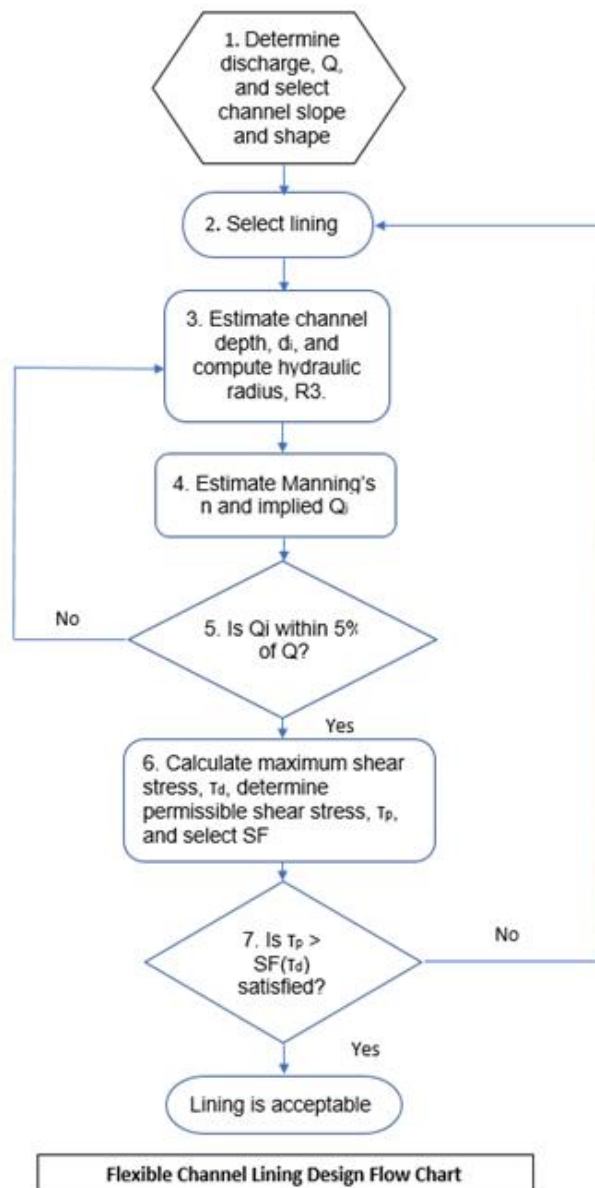 1. Determine
discharge, Q,
and select
channel slope
and shape
2. Select lining
3. Estimate channel
depth, dᵢ, and
compute hydraulic
radius, R3.
4. Estimate Manning's
n and implied Qᵢ
No
5. Is Qi within 5%
of Q?
Yes
6. Calculate maximum shear
stress, τd, determine
permissible shear stress, τp,
and select SF
7. Is τp >
SF(τd)
satisfied?
No
Yes
Lining is acceptable
Flexible Channel Lining Design Flow Chart